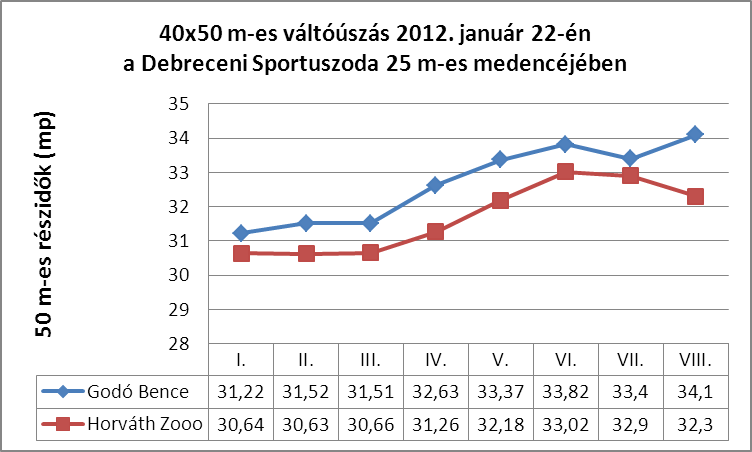 40x50 m-es váltóúszás 2012. január 22-én
a Debreceni Sportuszoda 25 m-es medencéjében
50 m-es részidők (mp)
35
34
33
32
31
30
29
28
I. II. III. IV. V. VI. VII. VIII.
Godó Bence 31,22 31,52 31,51 32,63 33,37 33,82 33,4 34,1
Horváth Zooo 30,64 30,63 30,66 31,26 32,18 33,02 32,9 32,3